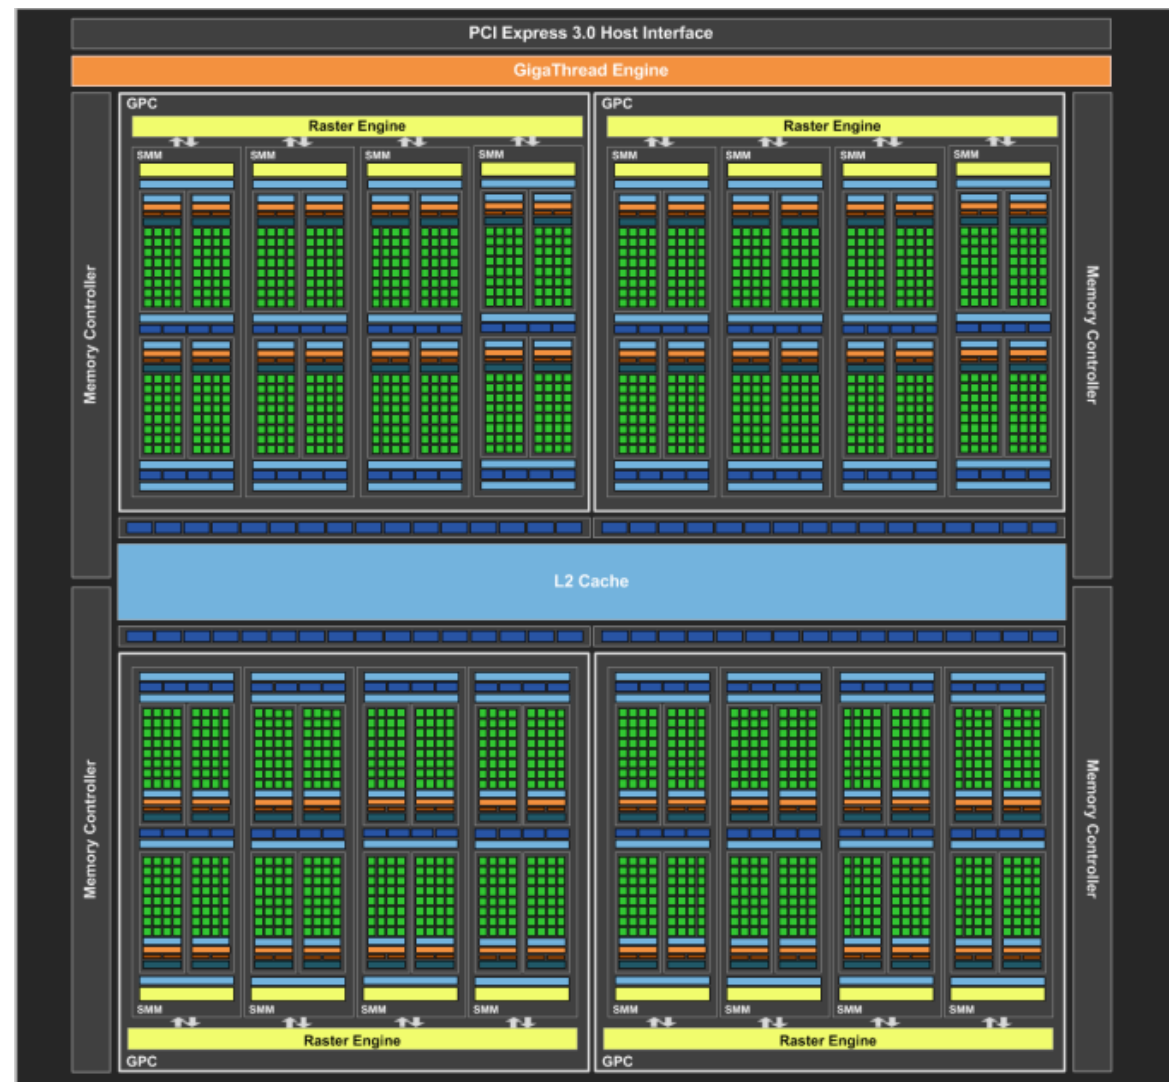 PCI Express 3.0 Host Interface
GigaThread Engine
GPC
Raster Engine
SMM
SMM
SMM
SMM
GPC
Raster Engine
SMM
SMM
SMM
SMM
Memory Controller
Memory Controller
L2 Cache
Memory Controller
Memory Controller
SMM
SMM
SMM
SMM
Raster Engine
GPC
SMM
SMM
SMM
SMM
Raster Engine
GPC